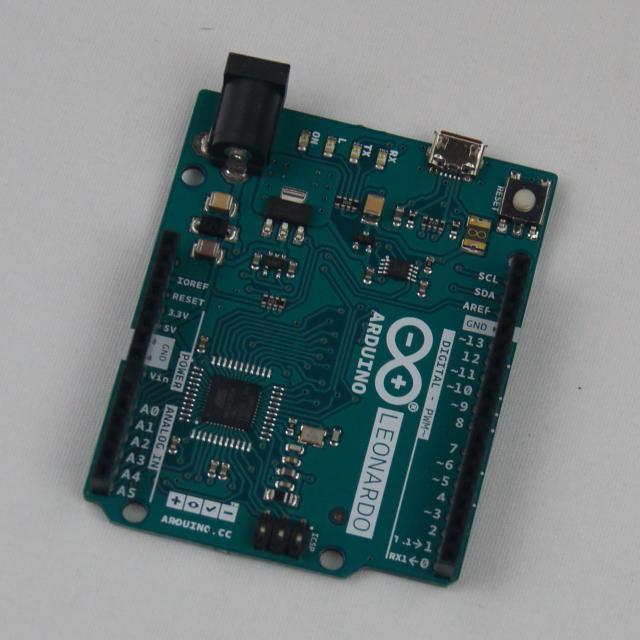 ON
L
TX
RX
RESET
IOREF
RESET
3.3V
5V
GND
Vin
POWER
A0
A1
A2
A3
A4
A5
ANALOG IN
ARDUINO.CC
ICSP
ARDUINO
LEONARDO
DIGITAL - PWM~
SCL
SDA
AREF
GND
~13
12
~11
~10
~9
8
7
~6
~5
4
~3
2
→1
RX1←0